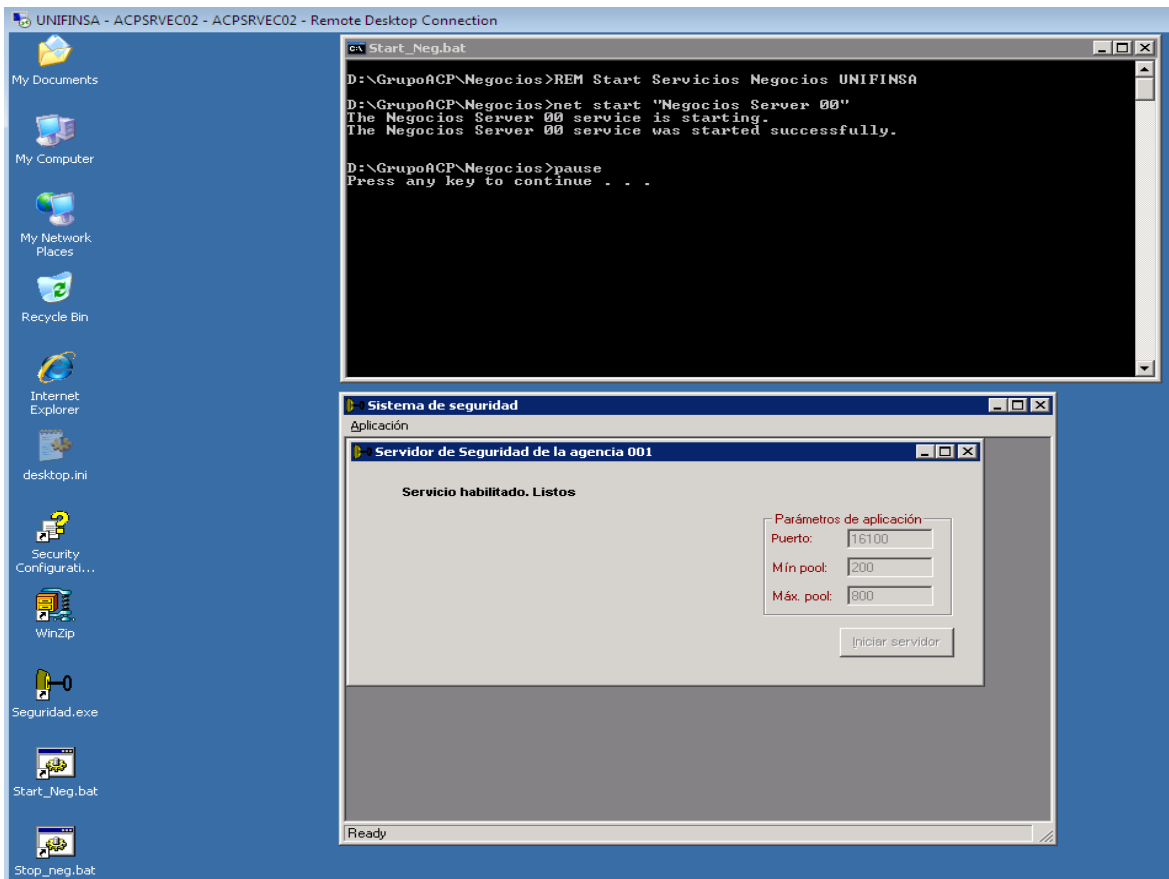 UNIFINSA - ACPSRVEC02 - ACPSRVEC02 - Remote Desktop Connection
My Documents
My Computer
My Network
Places
Recycle Bin
Internet
Explorer
desktop.ini
Security
Configurati...
WinZip
Seguridad.exe
Start_Neg.bat
Stop_neg.bat
Start_Neg.bat
D:\GrupoACP\Negocios>REM Start Servicios Negocios UNIFINSA
D:\GrupoACP\Negocios>net start "Negocios Server 00"
The Negocios Server 00 service is starting.
The Negocios Server 00 service was started successfully.
D:\GrupoACP\Negocios>pause
Press any key to continue . . .
Sistema de seguridad
Aplicación
Servidor de Seguridad de la agencia 001
Servicio habilitado. Listos
Parámetros de aplicación
Puerto: 16100
Mín pool: 200
Máx. pool: 800
Iniciar servidor
Ready